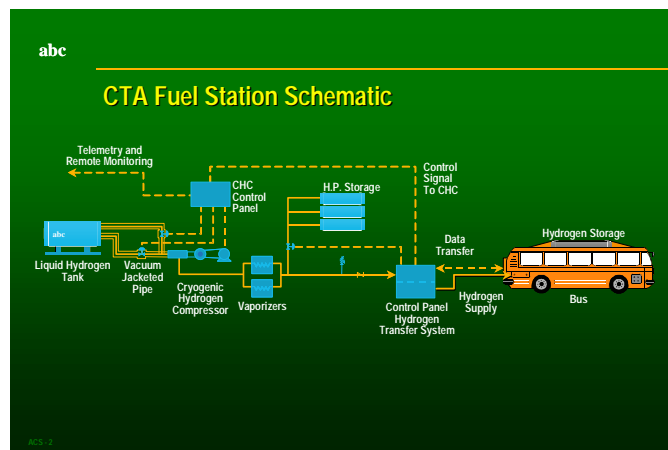 abc
CTA Fuel Station Schematic
Telemetry and
Remote Monitoring
CHC
Control
Panel
H.P. Storage
Control
Signal
To CHC
abc
Liquid Hydrogen
Tank
Vacuum
Jacketed
Pipe
Cryogenic
Hydrogen
Compressor
Vaporizers
Data
Transfer
Hydrogen Storage
Control Panel
Hydrogen
Transfer System
Hydrogen
Supply
Bus
ACS - 2